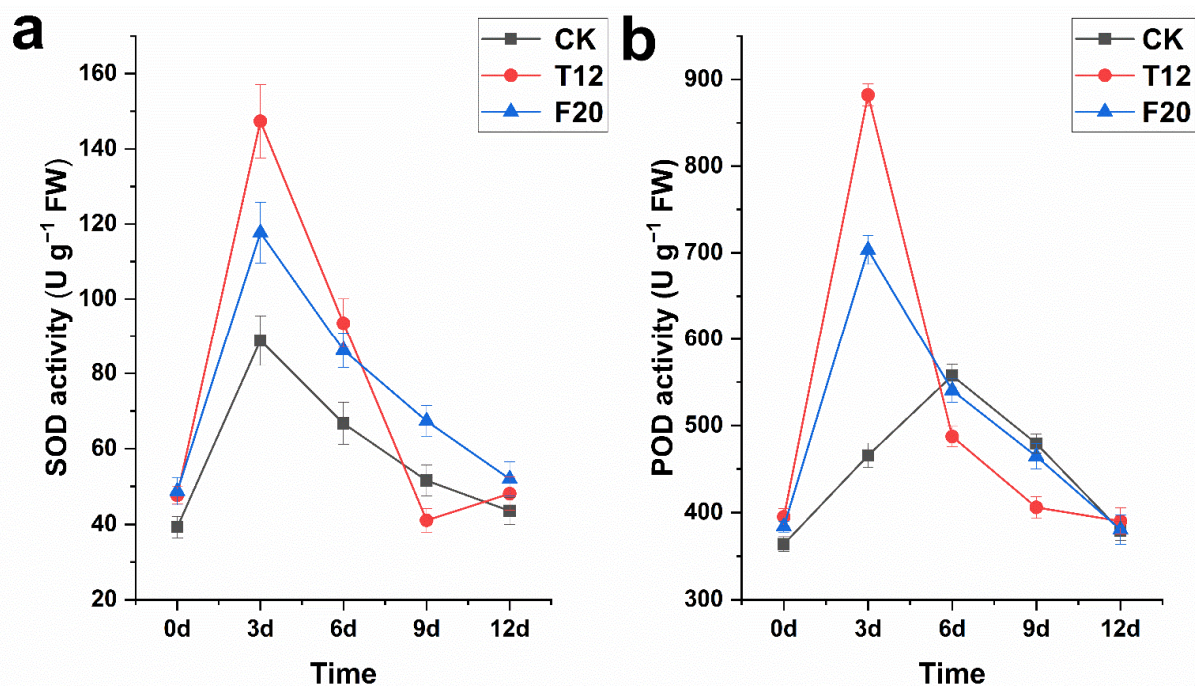 a
CK
T12
F20
160
140
120
100
80
60
40
20
SOD activity (U g⁻¹ FW)
0d 3d 6d 9d 12d
Time
b
CK
T12
F20
900
800
700
600
500
400
300
POD activity (U g⁻¹ FW)
0d 3d 6d 9d 12d
Time